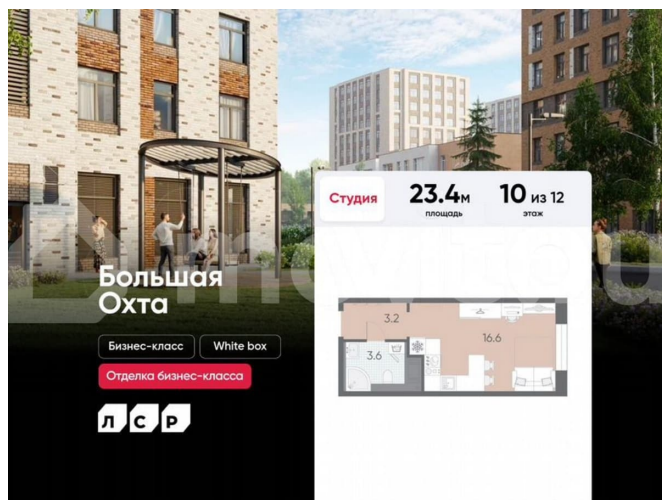 Студия
23.4м
площадь
10 из 12
этаж
Большая
Охта
Бизнес-класс
White box
Отделка бизнес-класса
ЛСР
3.2
16.6
3.6